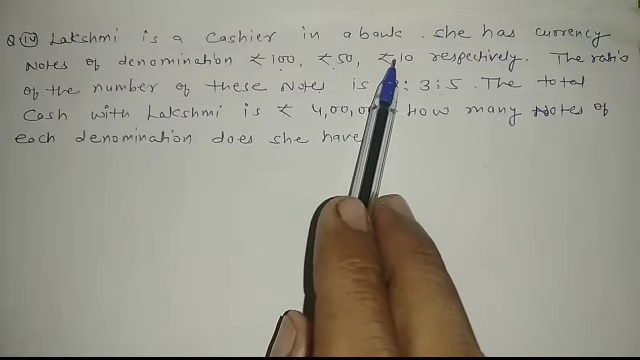 Q (iv) Lakshmi is a cashier in a bank. she has currency
Notes of denomination ₹ 100, ₹ 50, ₹ 10 respectively. The ratio
of the number of these Notes is : 3 : 5. The total
cash with Lakshmi is ₹ 4,00,0 How many Notes of
each denomination does she have